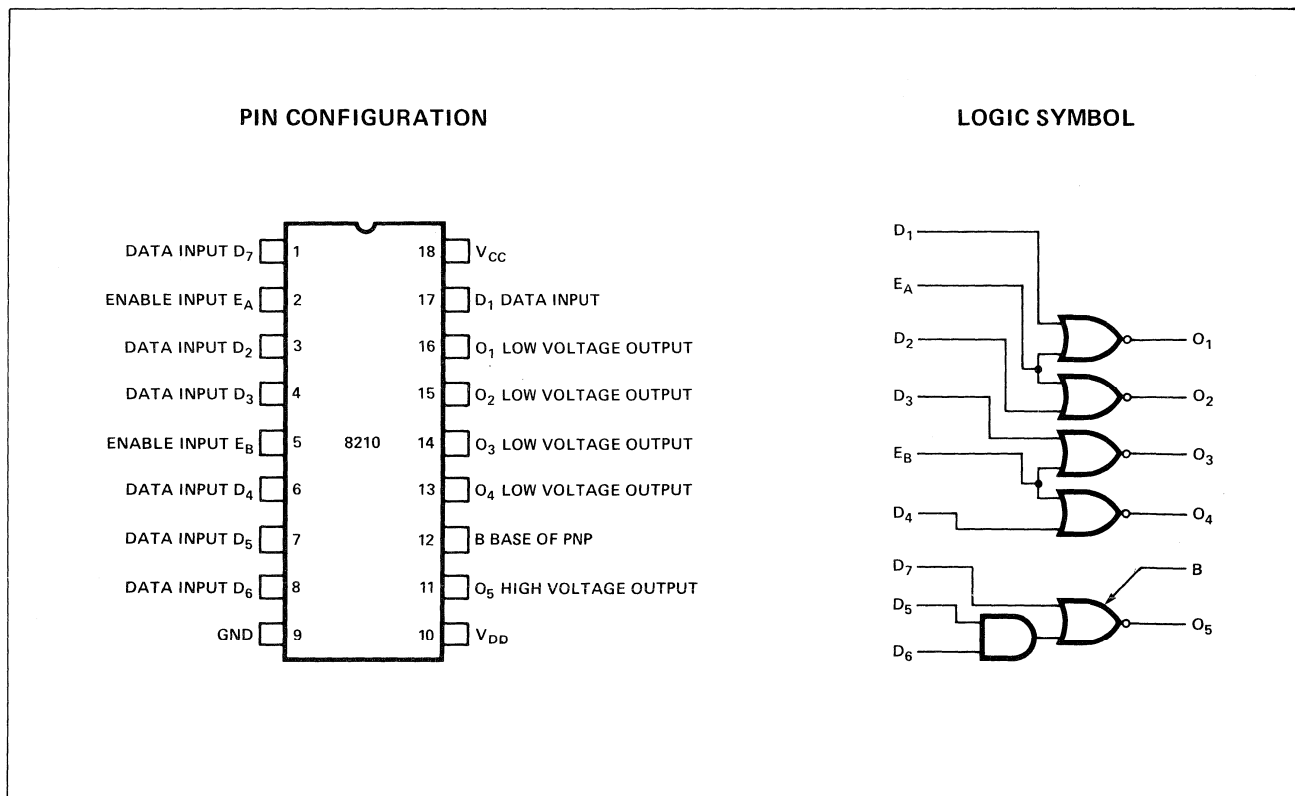 PIN CONFIGURATION
DATA INPUT D7 1
ENABLE INPUT EA 2
DATA INPUT D2 3
DATA INPUT D3 4
ENABLE INPUT EB 5
DATA INPUT D4 6
DATA INPUT D5 7
DATA INPUT D6 8
GND 9
8210
18 VCC
17 D1 DATA INPUT
16 O1 LOW VOLTAGE OUTPUT
15 O2 LOW VOLTAGE OUTPUT
14 O3 LOW VOLTAGE OUTPUT
13 O4 LOW VOLTAGE OUTPUT
12 B BASE OF PNP
11 O5 HIGH VOLTAGE OUTPUT
10 VDD
LOGIC SYMBOL
D1
EA
D2
D3
EB
D4
D7
D5
D6
O1
O2
O3
O4
B
O5